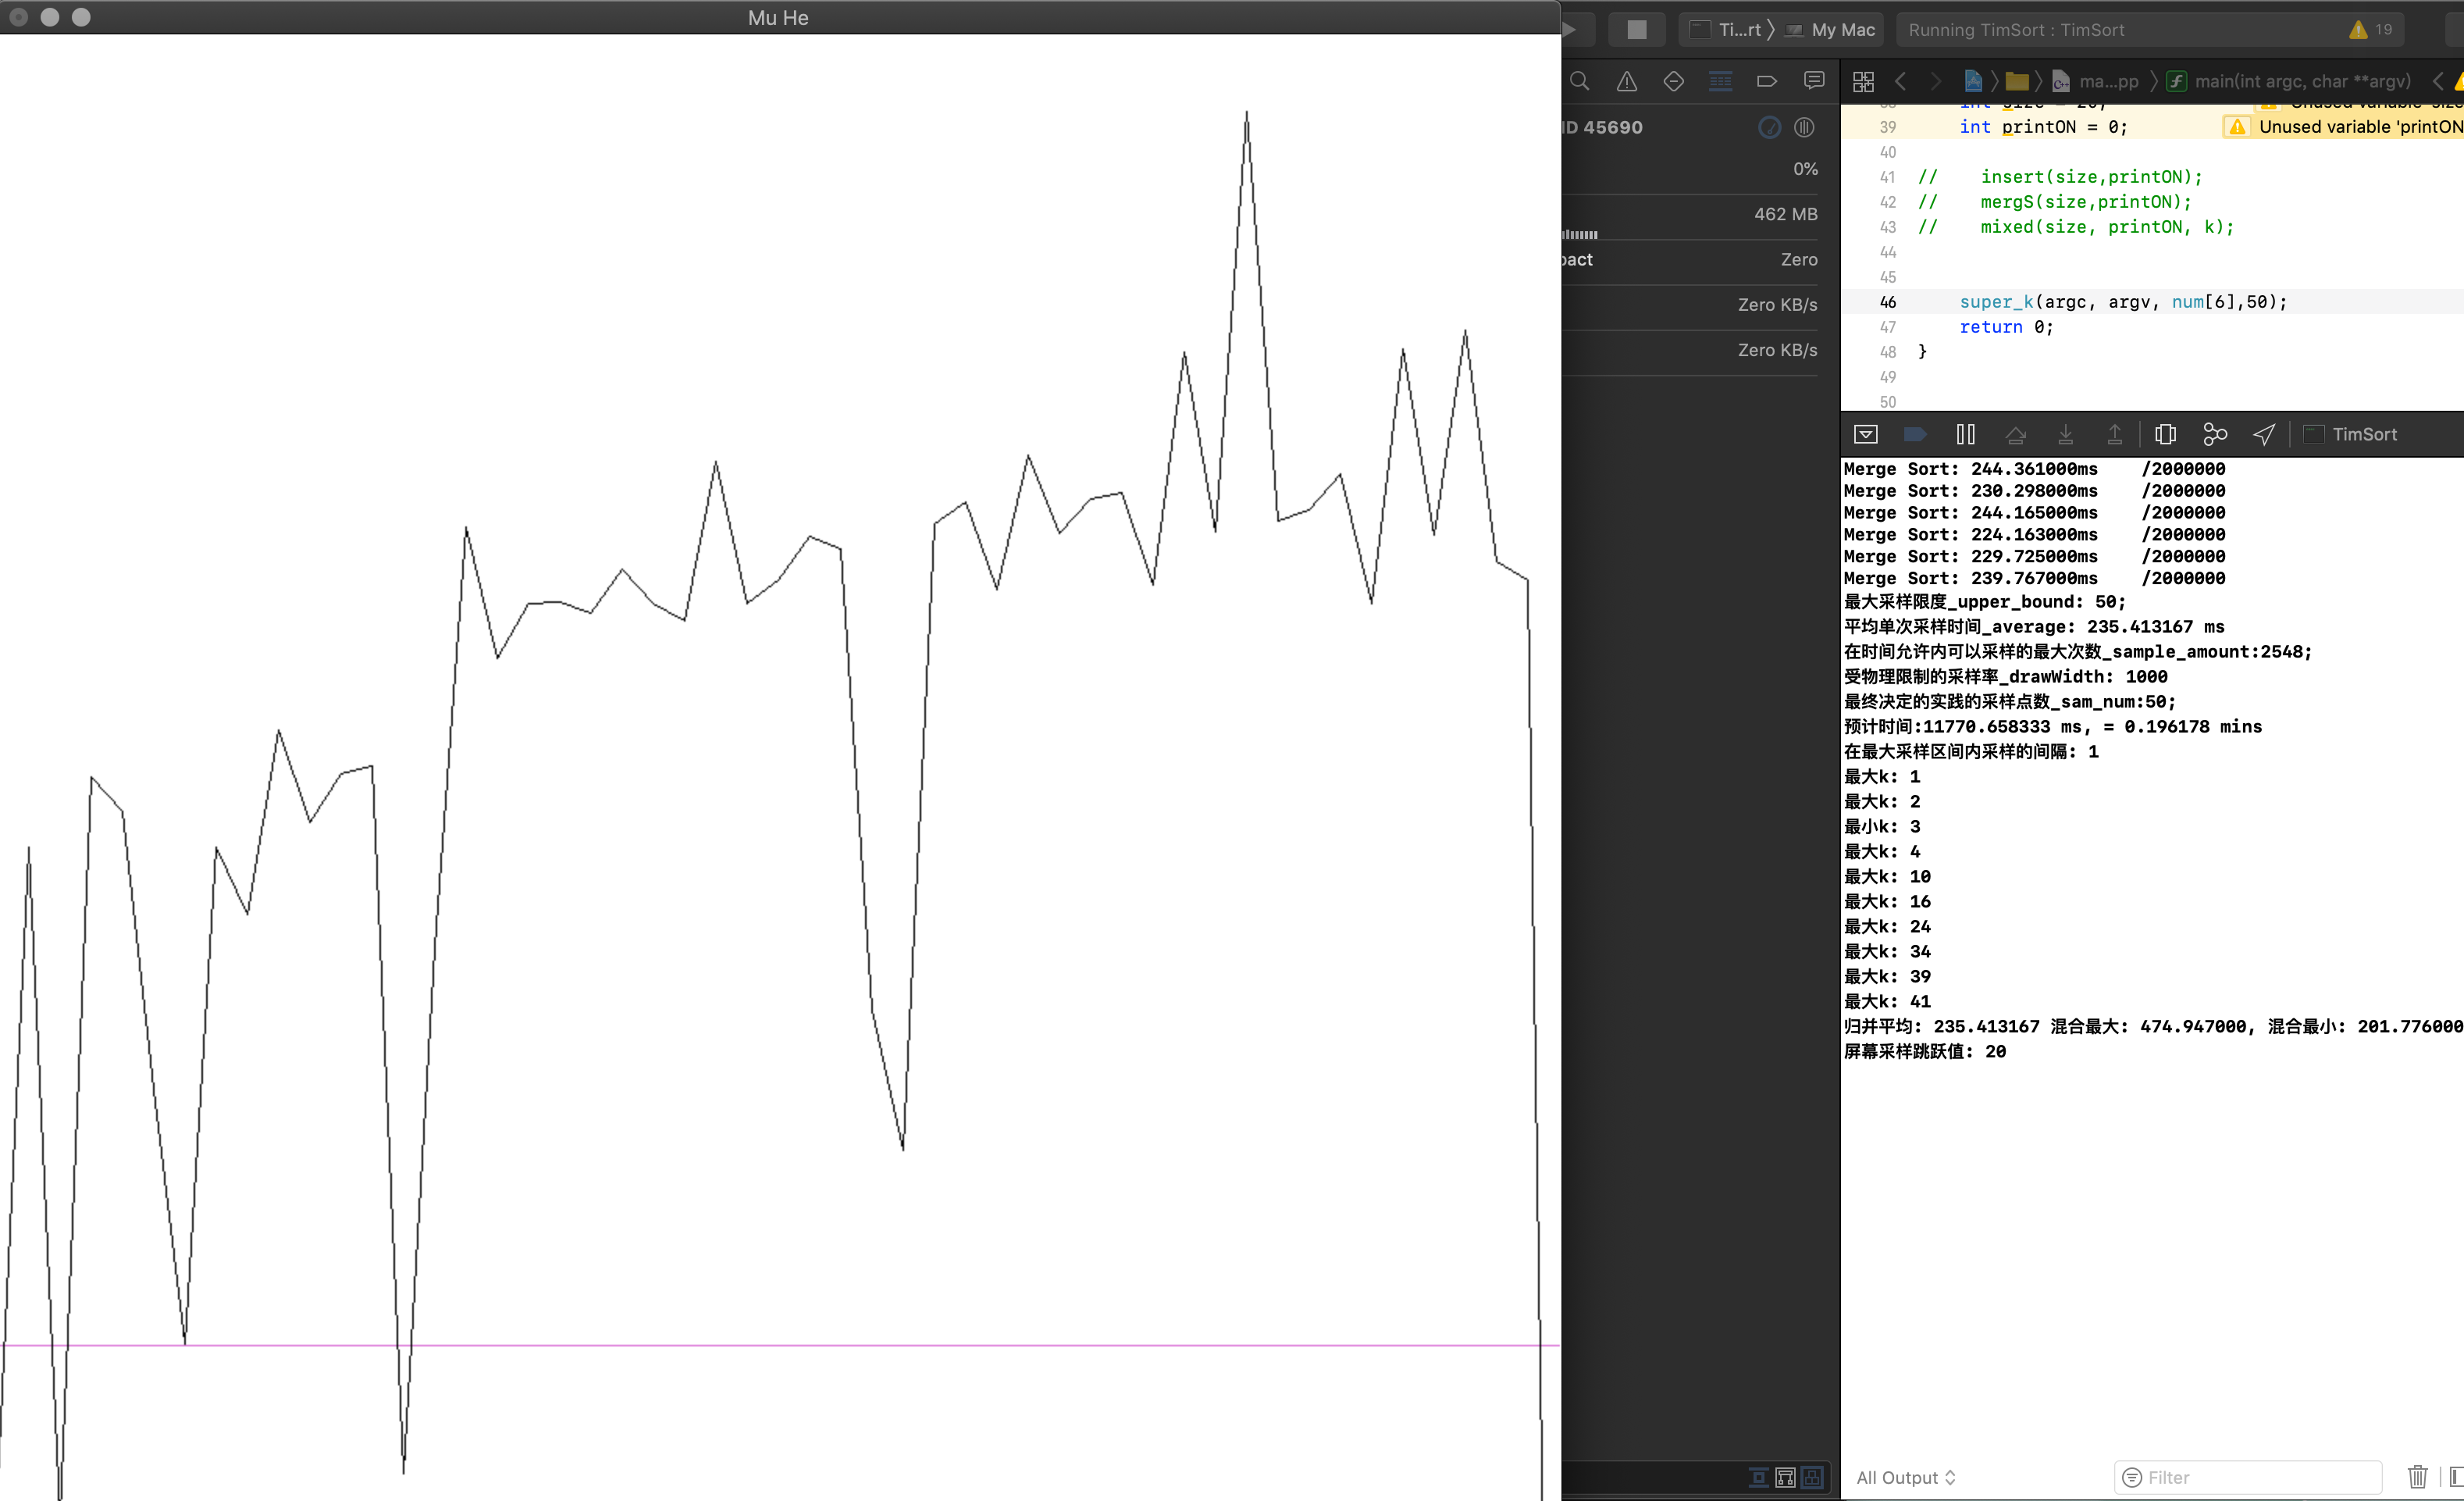 Mu He
Ti...rt 〉 My Mac
Running TimSort : TimSort
19
ma...pp 〉 main(int argc, char **argv)
ID 45690
0%
462 MB
Zero
Zero KB/s
Zero KB/s
39 int printON = 0; Unused variable 'printON
40
41 // insert(size,printON);
42 // mergS(size,printON);
43 // mixed(size, printON, k);
44
45
46 super_k(argc, argv, num[6],50);
47 return 0;
48 }
49
50
TimSort
Merge Sort: 244.361000ms /2000000
Merge Sort: 230.298000ms /2000000
Merge Sort: 244.165000ms /2000000
Merge Sort: 224.163000ms /2000000
Merge Sort: 229.725000ms /2000000
Merge Sort: 239.767000ms /2000000
最大采样限度_upper_bound: 50;
平均单次采样时间_average: 235.413167 ms
在时间允许内可以采样的最大次数_sample_amount:2548;
受物理限制的采样率_drawWidth: 1000
最终决定的实践的采样点数_sam_num:50;
预计时间:11770.658333 ms, = 0.196178 mins
在最大采样区间内采样的间隔: 1
最大k: 1
最大k: 2
最小k: 3
最大k: 4
最大k: 10
最大k: 16
最大k: 24
最大k: 34
最大k: 39
最大k: 41
归并平均: 235.413167 混合最大: 474.947000, 混合最小: 201.776000
屏幕采样跳跃值: 20
All Output
Filter